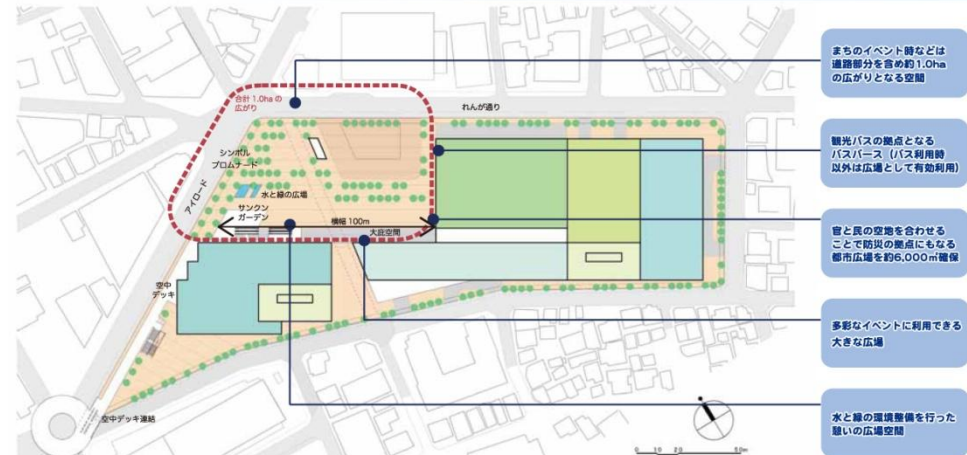 合計 1.0ha の
広がり
れんが通り
シンボル
プロムナード
アイロード
水と緑の広場
サンクン
ガーデン
横幅 100m
大庇空間
空中
デッキ
空中デッキ連結
0 10 20 50m
まちのイベント時などは
道路部分を含め約1.0ha
の広がりとなる空間
観光バスの拠点となる
バスバース（バス利用時
以外は広場として有効利用）
官と民の空地を合わせる
ことで防災の拠点にもなる
都市広場を約6,000㎡確保
多彩なイベントに利用できる
大きな広場
水と緑の環境整備を行った
憩いの広場空間